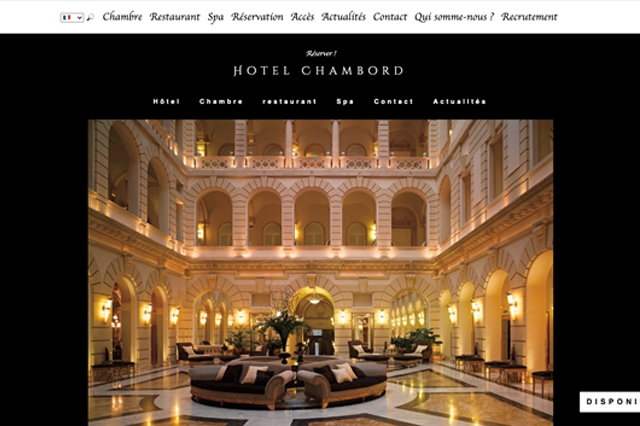 Chambre Restaurant Spa Réservation Accès Actualités Contact Qui somme-nous ? Recrutement
Réserver !
HOTEL CHAMBORD
Hôtel Chambre restaurant Spa Contact Actualités
DISPONI